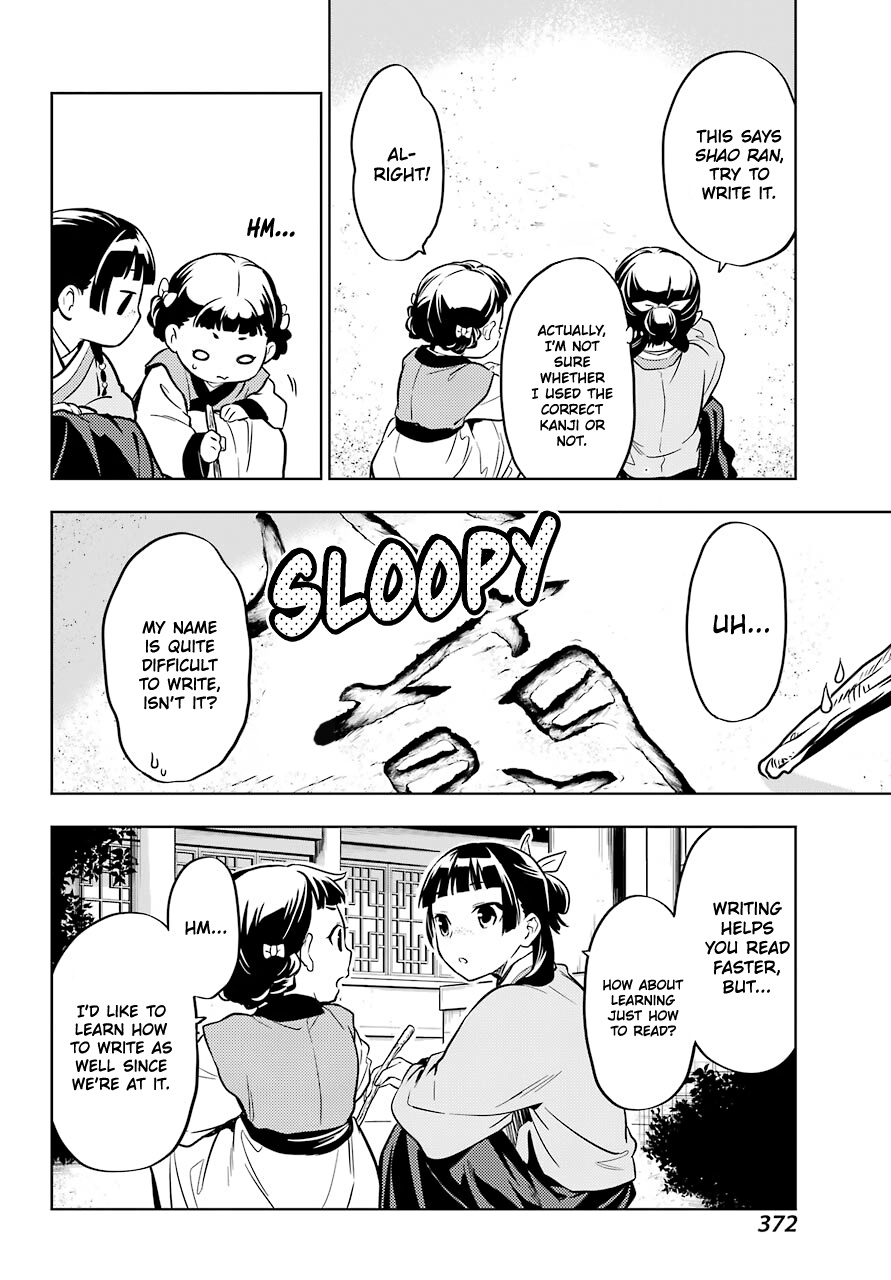 THIS SAYS
SHAO RAN,
TRY TO
WRITE IT.
AL-
RIGHT!
ACTUALLY,
I'M NOT
SURE
WHETHER
I USED THE
CORRECT
KANJI OR
NOT.
HM...
UH...
SLOOPY
MY NAME
IS QUITE
DIFFICULT
TO WRITE,
ISN'T IT?
WRITING
HELPS
YOU READ
FASTER,
BUT...
HOW ABOUT
LEARNING
JUST HOW
TO READ?
HM...
I'D LIKE TO
LEARN HOW
TO WRITE AS
WELL SINCE
WE'RE AT IT.
372